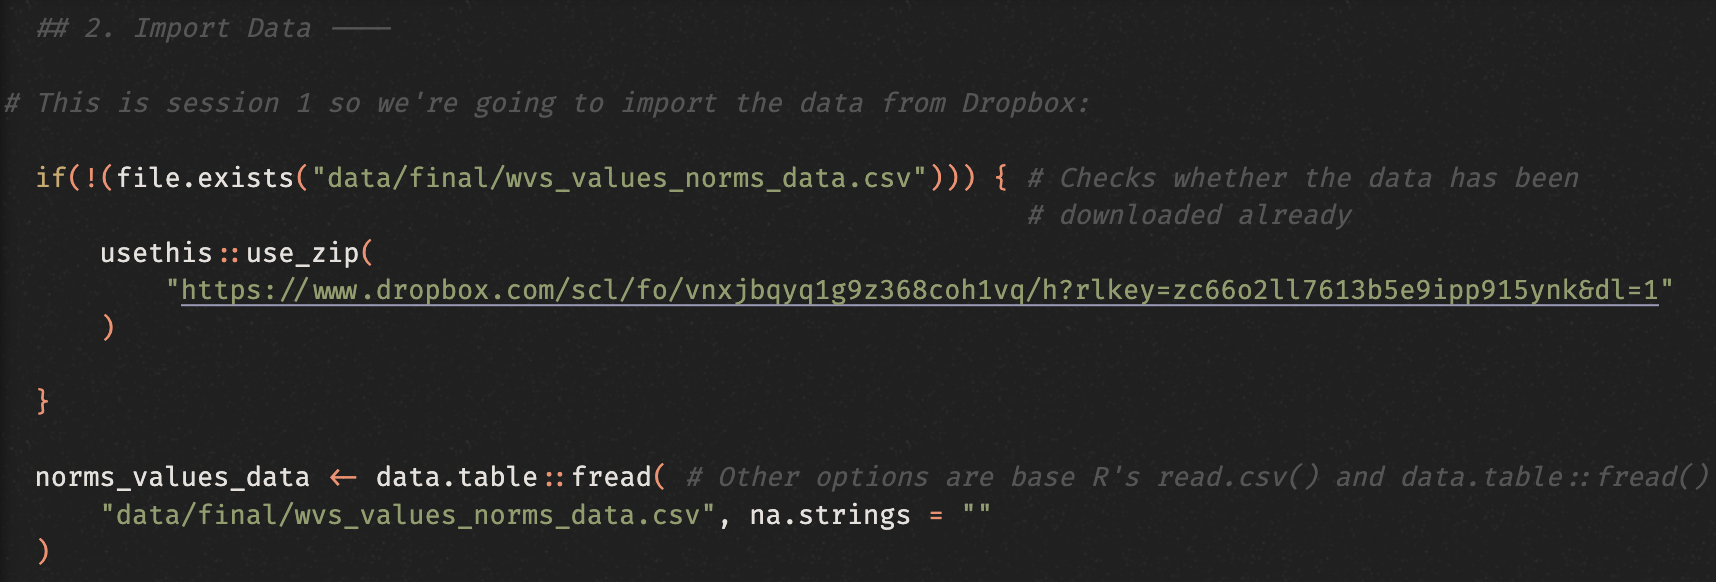 ## 2. Import Data ----
# This is session 1 so we're going to import the data from Dropbox:
if(!(file.exists("data/final/wvs_values_norms_data.csv"))) { # Checks whether the data has been
# downloaded already
usethis::use_zip(
"https://www.dropbox.com/scl/fo/vnxjbqyq1g9z368coh1vq/h?rlkey=zc66o2ll7613b5e9ipp915ynk&dl=1"
)
}
norms_values_data <- data.table::fread( # Other options are base R's read.csv() and data.table::fread()
"data/final/wvs_values_norms_data.csv", na.strings = ""
)